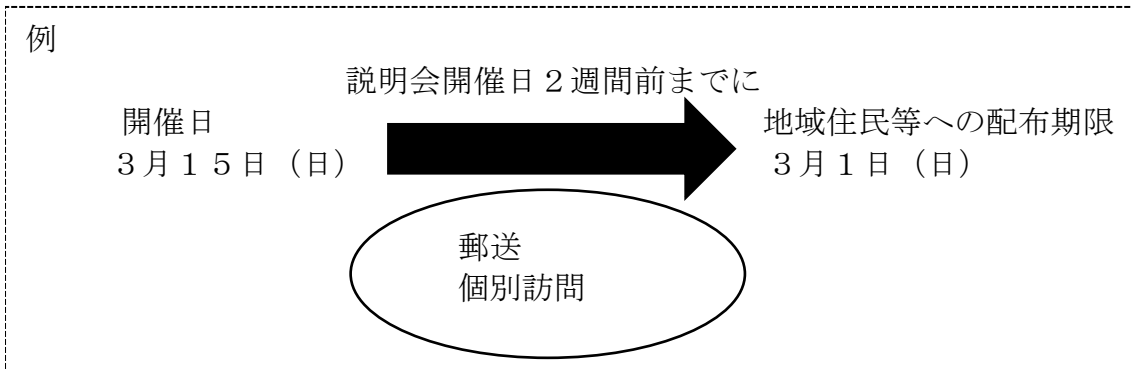 例
説明会開催日２週間前までに
開催日
３月１５日（日）
地域住民等への配布期限
３月１日（日）
郵送
個別訪問